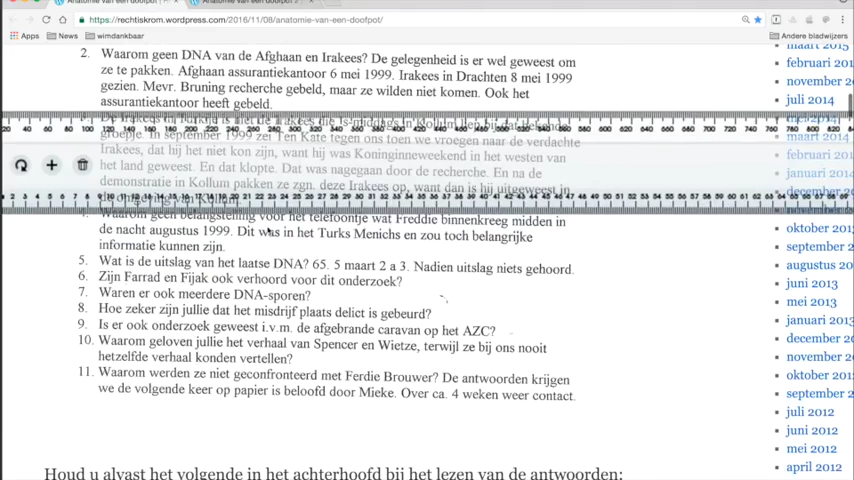 https://rechtiskrom.wordpress.com/2016/11/08/anatomie-van-een-doofpot/
Apps News wimdankbaar Andere bladwijzers
2. Waarom geen DNA van de Afghaan en Irakees? De gelegenheid is er wel geweest om
ze te pakken. Afghaan assurantiekantoor 6 mei 1999. Irakees in Drachten 8 mei 1999
gezien. Mevr. Bruning recherche gebeld, maar ze wilden niet komen. Ook het
assurantiekantoor heeft gebeld.
groepje. In september 1999 zei Ten Kate tegen ons toen we vroegen naar de verdachte
Irakees, dat hij het niet kon zijn, want hij was Koninginneweekend in het westen van
het land geweest. En dat klopte. Dat was nagegaan door de recherche. En na de
demonstratie in Kollum pakken ze zgn. deze Irakees op, want dan is hij uitgeweest in
4. Waarom geen belangstelling voor het telefoontje wat Freddie binnenkreeg midden in
de nacht augustus 1999. Dit was in het Turks Menichs en zou toch belangrijke
informatie kunnen zijn.
5. Wat is de uitslag van het laatse DNA? 65. 5 maart 2 a 3. Nadien uitslag niets gehoord.
6. Zijn Farrad en Fijak ook verhoord voor dit onderzoek?
7. Waren er ook meerdere DNA-sporen?
8. Hoe zeker zijn jullie dat het misdrijf plaats delict is gebeurd?
9. Is er ook onderzoek geweest i.v.m. de afgebrande caravan op het AZC?
10. Waarom geloven jullie het verhaal van Spencer en Wietze, terwijl ze bij ons nooit
hetzelfde verhaal konden vertellen?
11. Waarom werden ze niet geconfronteerd met Ferdie Brouwer? De antwoorden krijgen
we de volgende keer op papier is beloofd door Mieke. Over ca. 4 weken weer contact.
Houd u alvast het volgende in het achterhoofd bij het lezen van de antwoorden:
maart 2015
februari 201
november 2
juli 2014
mei 2014
maart 2014
februari 201
januari 2014
december 2
oktober 201
september 2
augustus 20
juni 2013
mei 2013
januari 2013
december 2
november 2
oktober 201
september 2
juli 2012
juni 2012
mei 2012
april 2012